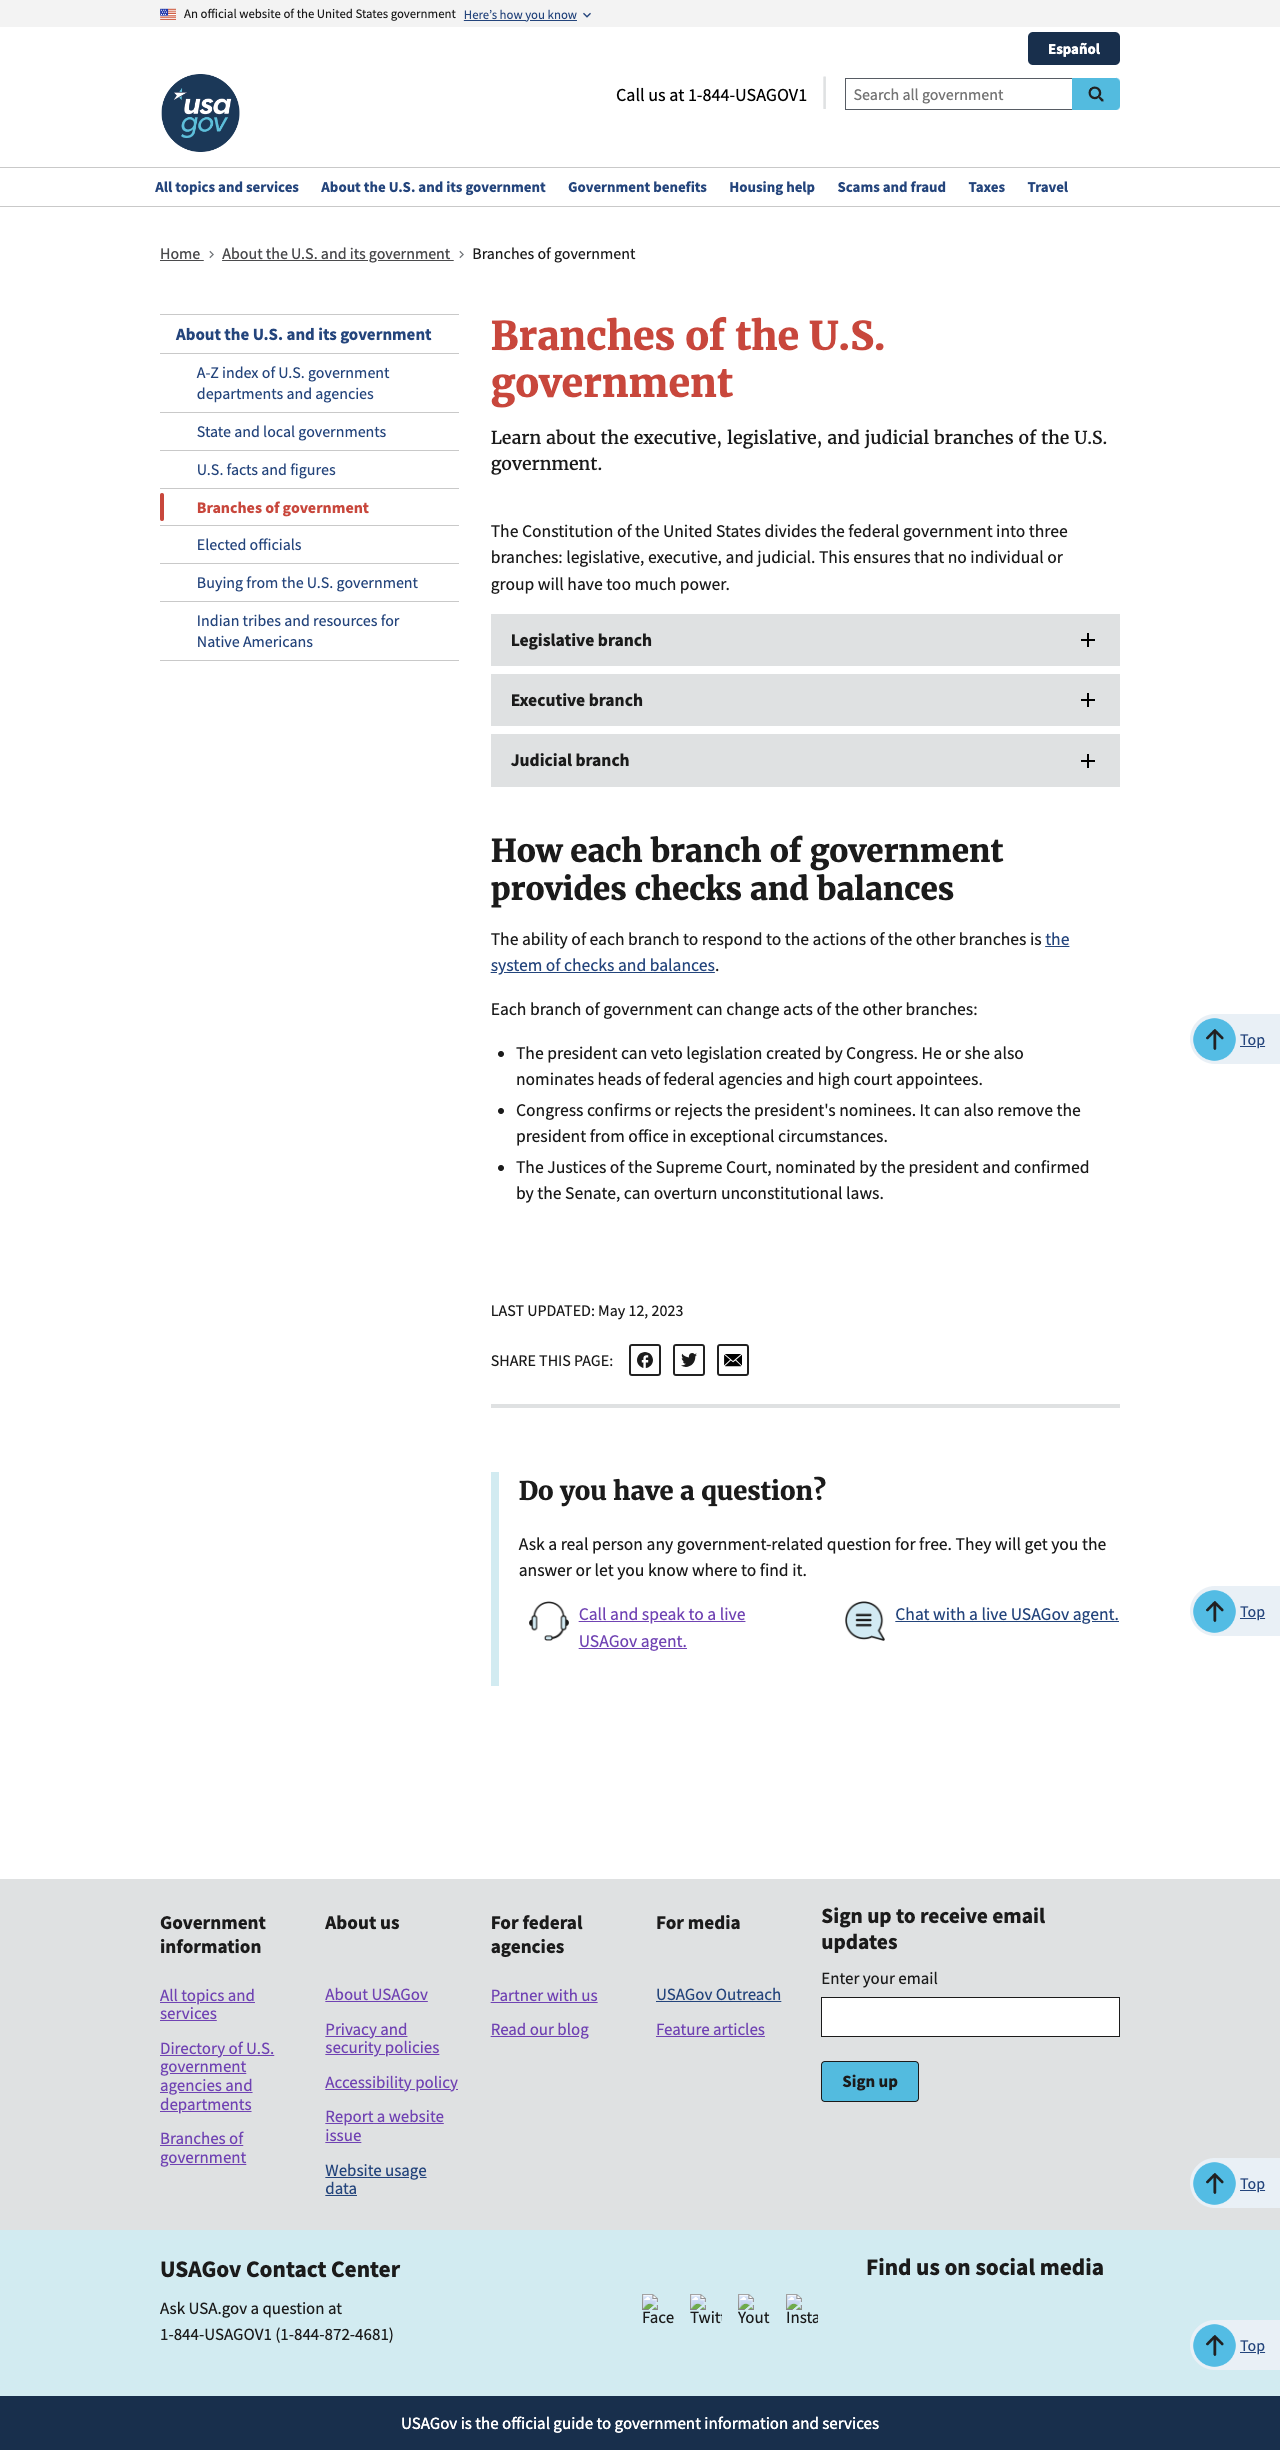 An official website of the United States government Here's how you know
Español
usa
gov
Call us at 1-844-USAGOV1
Search all government
All topics and services About the U.S. and its government Government benefits Housing help Scams and fraud Taxes Travel
Home About the U.S. and its government Branches of government
About the U.S. and its government
A-Z index of U.S. government
departments and agencies
State and local governments
U.S. facts and figures
Branches of government
Elected officials
Buying from the U.S. government
Indian tribes and resources for
Native Americans
Branches of the U.S.
government
Learn about the executive, legislative, and judicial branches of the U.S.
government.
The Constitution of the United States divides the federal government into three
branches: legislative, executive, and judicial. This ensures that no individual or
group will have too much power.
Legislative branch
Executive branch
Judicial branch
How each branch of government
provides checks and balances
The ability of each branch to respond to the actions of the other branches is the
system of checks and balances.
Each branch of government can change acts of the other branches:
Top
• The president can veto legislation created by Congress. He or she also
nominates heads of federal agencies and high court appointees.
• Congress confirms or rejects the president's nominees. It can also remove the
president from office in exceptional circumstances.
• The Justices of the Supreme Court, nominated by the president and confirmed
by the Senate, can overturn unconstitutional laws.
LAST UPDATED: May 12, 2023
SHARE THIS PAGE:
Do you have a question?
Ask a real person any government-related question for free. They will get you the
answer or let you know where to find it.
Call and speak to a live
USAGov agent.
Chat with a live USAGov agent.
Top
Government
information
All topics and
services
Directory of U.S.
government
agencies and
departments
Branches of
government
About us
About USAGov
Privacy and
security policies
Accessibility policy
Report a website
issue
Website usage
data
For federal
agencies
Partner with us
Read our blog
For media
USAGov Outreach
Feature articles
Sign up to receive email
updates
Enter your email
Sign up
Top
USAGov Contact Center
Ask USA.gov a question at
1-844-USAGOV1 (1-844-872-4681)
Find us on social media
Face Twit Yout Insta
Top
USAGov is the official guide to government information and services